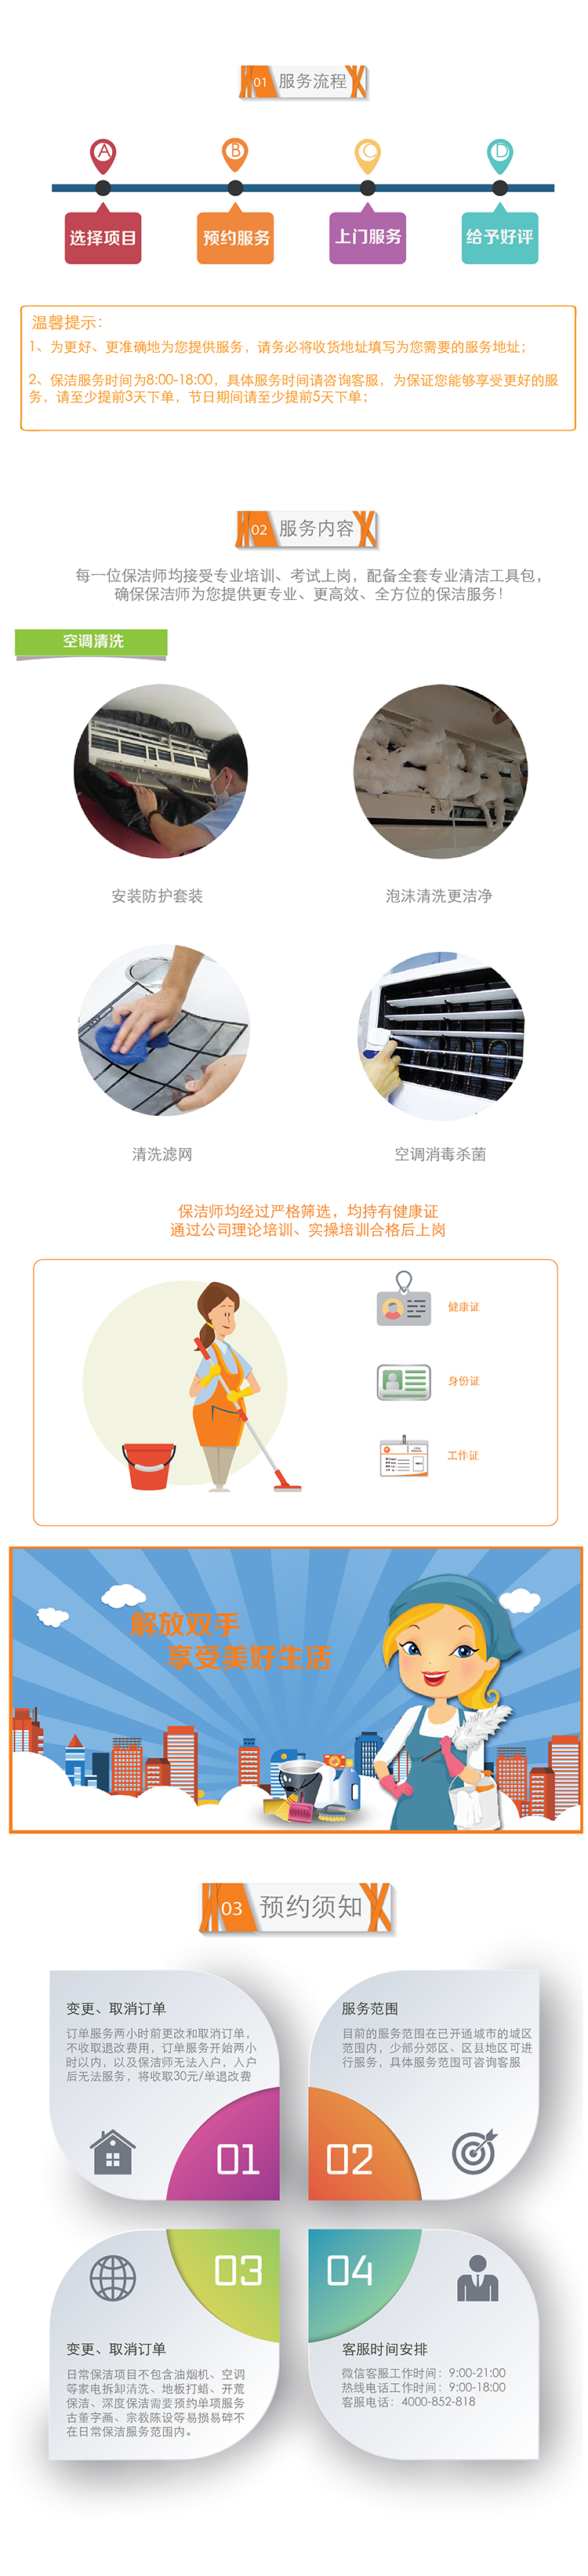 01 服务流程
A B C D
选择项目 预约服务 上门服务 给予好评
温馨提示：
1、为更好、更准确地为您提供服务，请务必将收货地址填写为您需要的服务地址；
2、保洁服务时间为8:00-18:00，具体服务时间请咨询客服，为保证您能够享受更好的服
务，请至少提前3天下单，节日期间请至少提前5天下单；
02 服务内容
每一位保洁师均接受专业培训、考试上岗，配备全套专业清洁工具包，
确保保洁师为您提供更专业、更高效、全方位的保洁服务！
空调清洗
安装防护套装 泡沫清洗更洁净
清洗滤网 空调消毒杀菌
保洁师均经过严格筛选，均持有健康证
通过公司理论培训、实操培训合格后上岗
健康证
身份证
工作证
解放双手
享受美好生活
03 预约须知
变更、取消订单
订单服务两小时前更改和取消订单，
不收取退改费用，订单服务开始两小
时以内，以及保洁师无法入户，入户
后无法服务，将收取30元/单退改费
01
服务范围
目前的服务范围在已开通城市的城区
范围内，少部分郊区、区县地区可进
行服务，具体服务范围可咨询客服
02
03
变更、取消订单
日常保洁项目不包含油烟机、空调
等家电拆卸清洗、地板打蜡、开荒
保洁、深度保洁需要预约单项服务
古董字画、宗教陈设等易损易碎不
在日常保洁服务范围内。
04
客服时间安排
微信客服工作时间：9:00-21:00
热线电话工作时间：9:00-18:00
客服电话：4000-852-818